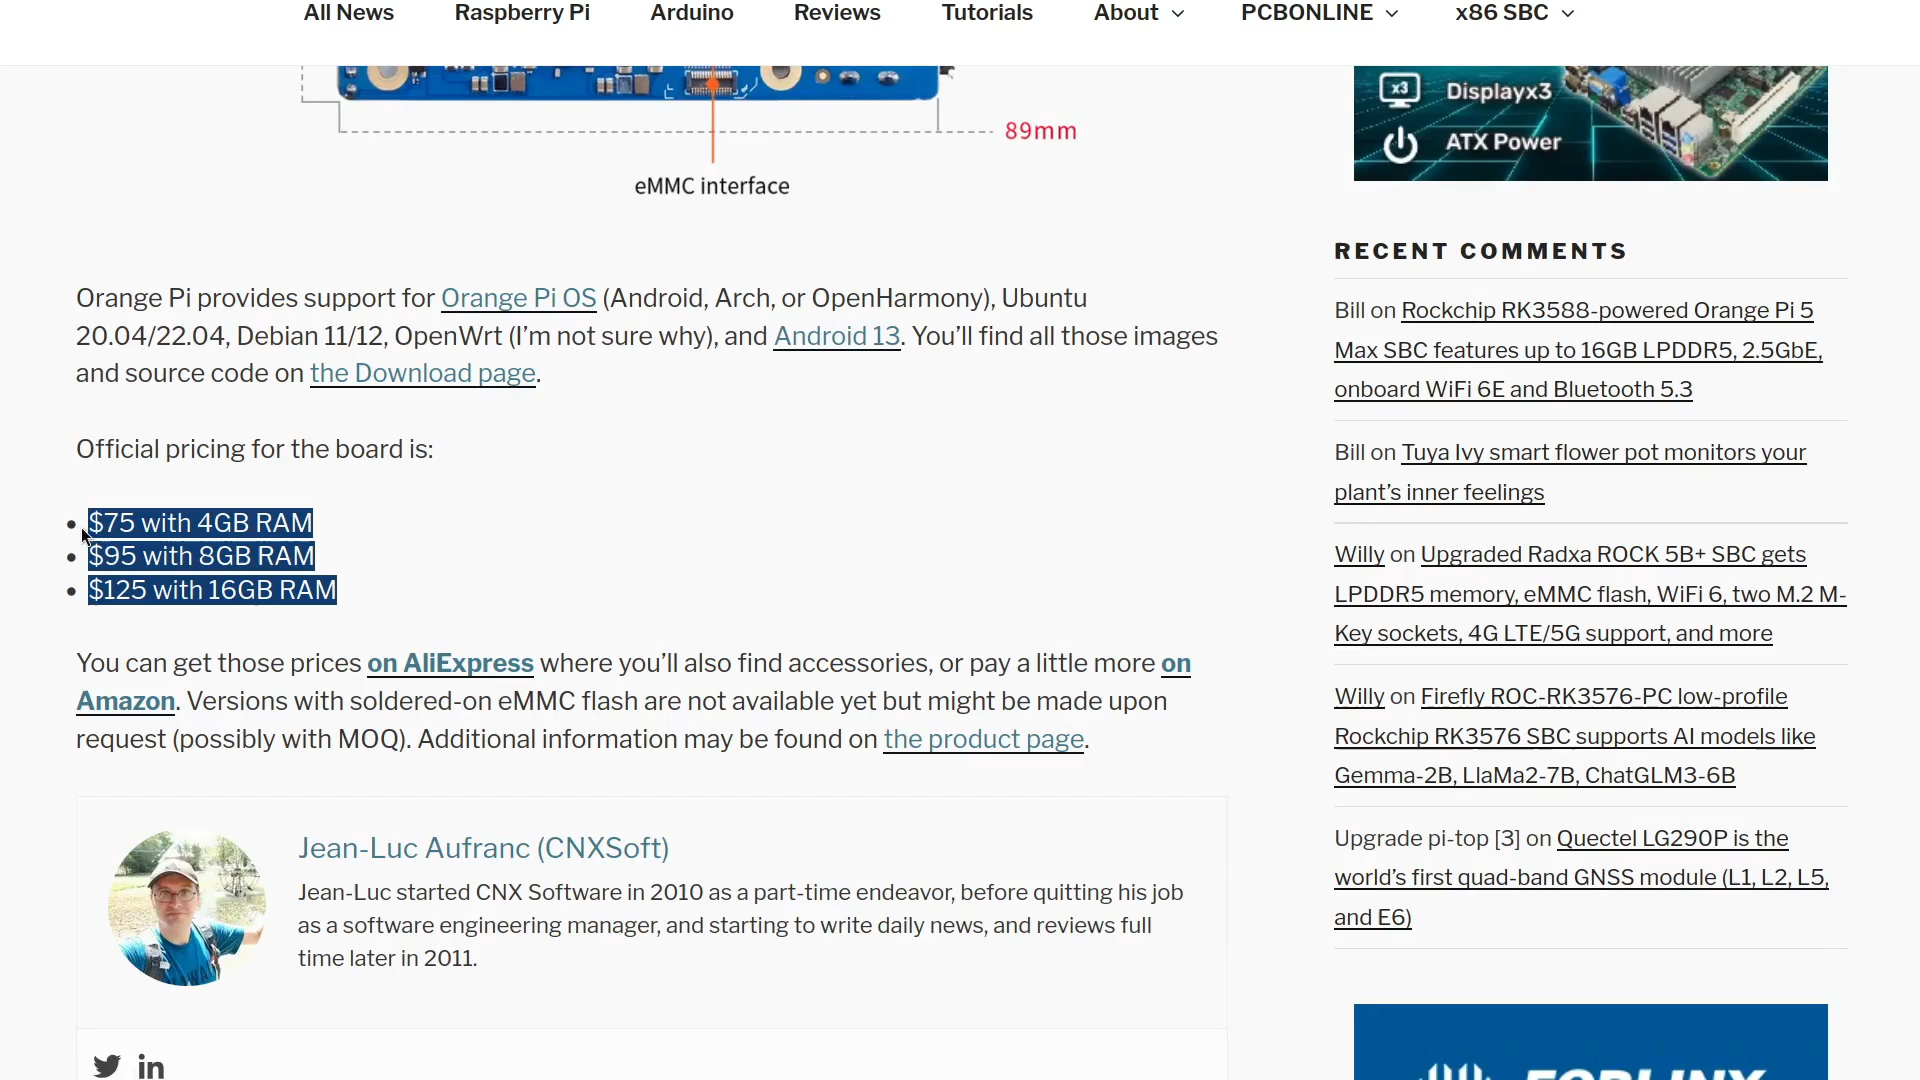 All News
Raspberry Pi
Arduino
Reviews
Tutorials
About
PCBONLINE
x86 SBC
89mm
eMMC interface
Orange Pi provides support for Orange Pi OS (Android, Arch, or OpenHarmony), Ubuntu
20.04/22.04, Debian 11/12, OpenWrt (I’m not sure why), and Android 13. You’ll find all those images
and source code on the Download page.
Official pricing for the board is:
$75 with 4GB RAM
$95 with 8GB RAM
$125 with 16GB RAM
You can get those prices on AliExpress where you’ll also find accessories, or pay a little more on
Amazon. Versions with soldered-on eMMC flash are not available yet but might be made upon
request (possibly with MOQ). Additional information may be found on the product page.
Jean-Luc Aufranc (CNXSoft)
Jean-Luc started CNX Software in 2010 as a part-time endeavor, before quitting his job
as a software engineering manager, and starting to write daily news, and reviews full
time later in 2011.
x3
Displayx3
ATX Power
RECENT COMMENTS
Bill on Rockchip RK3588-powered Orange Pi 5
Max SBC features up to 16GB LPDDR5, 2.5GbE,
onboard WiFi 6E and Bluetooth 5.3
Bill on Tuya Ivy smart flower pot monitors your
plant’s inner feelings
Willy on Upgraded Radxa ROCK 5B+ SBC gets
LPDDR5 memory, eMMC flash, WiFi 6, two M.2 M-
Key sockets, 4G LTE/5G support, and more
Willy on Firefly ROC-RK3576-PC low-profile
Rockchip RK3576 SBC supports AI models like
Gemma-2B, LlaMa2-7B, ChatGLM3-6B
Upgrade pi-top [3] on Quectel LG290P is the
world’s first quad-band GNSS module (L1, L2, L5,
and E6)
FORLINX